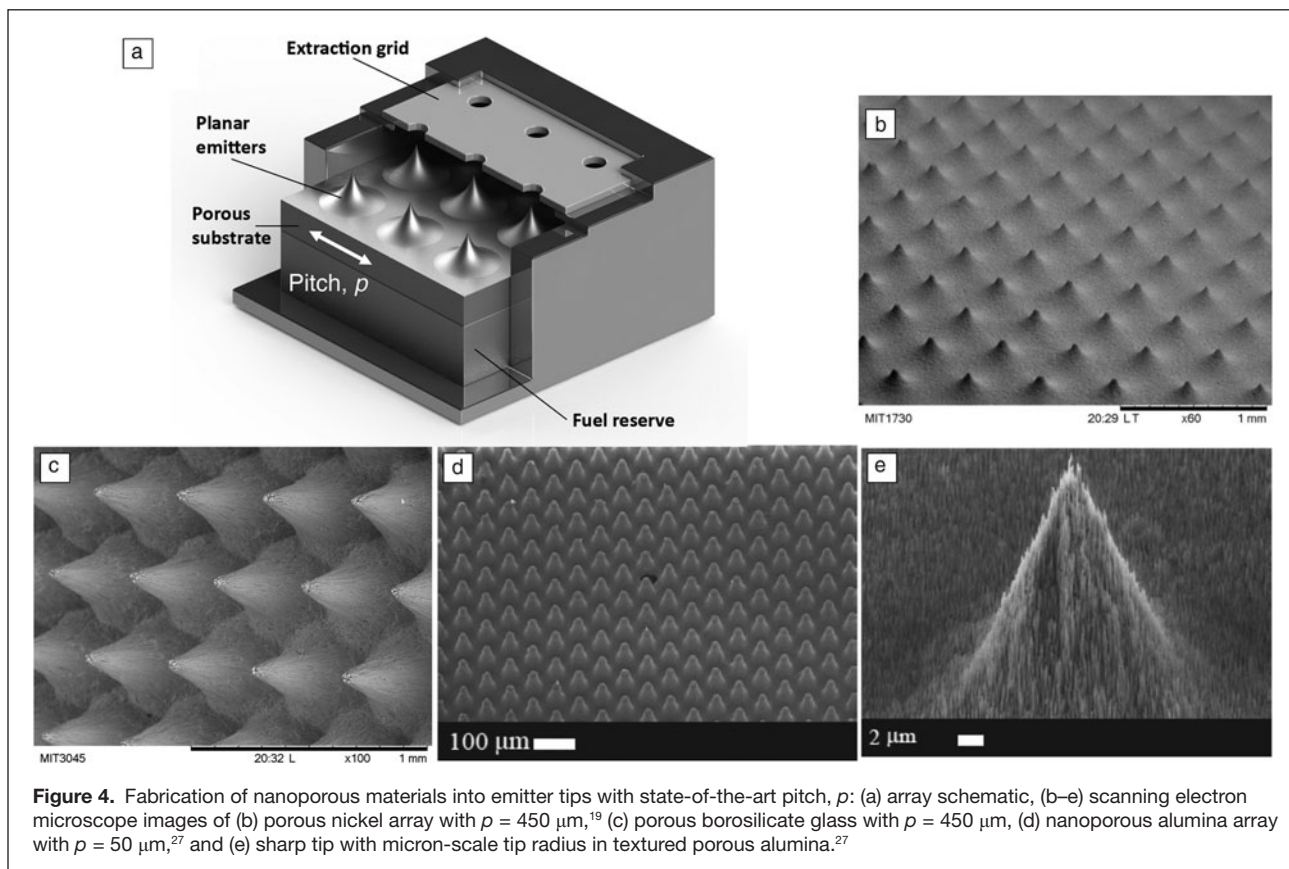 a
Extraction grid
Planar
emitters
Porous
substrate
Pitch, p
Fuel reserve
b
MIT1730 20:29 L T x60 1 mm
c
MIT3045 20:32 L x100 1 mm
d
100 μm
e
2 μm
Figure 4. Fabrication of nanoporous materials into emitter tips with state-of-the-art pitch, p: (a) array schematic, (b–e) scanning electron
microscope images of (b) porous nickel array with p = 450 μm,¹⁹ (c) porous borosilicate glass with p = 450 μm, (d) nanoporous alumina array
with p = 50 μm,²⁷ and (e) sharp tip with micron-scale tip radius in textured porous alumina.²⁷